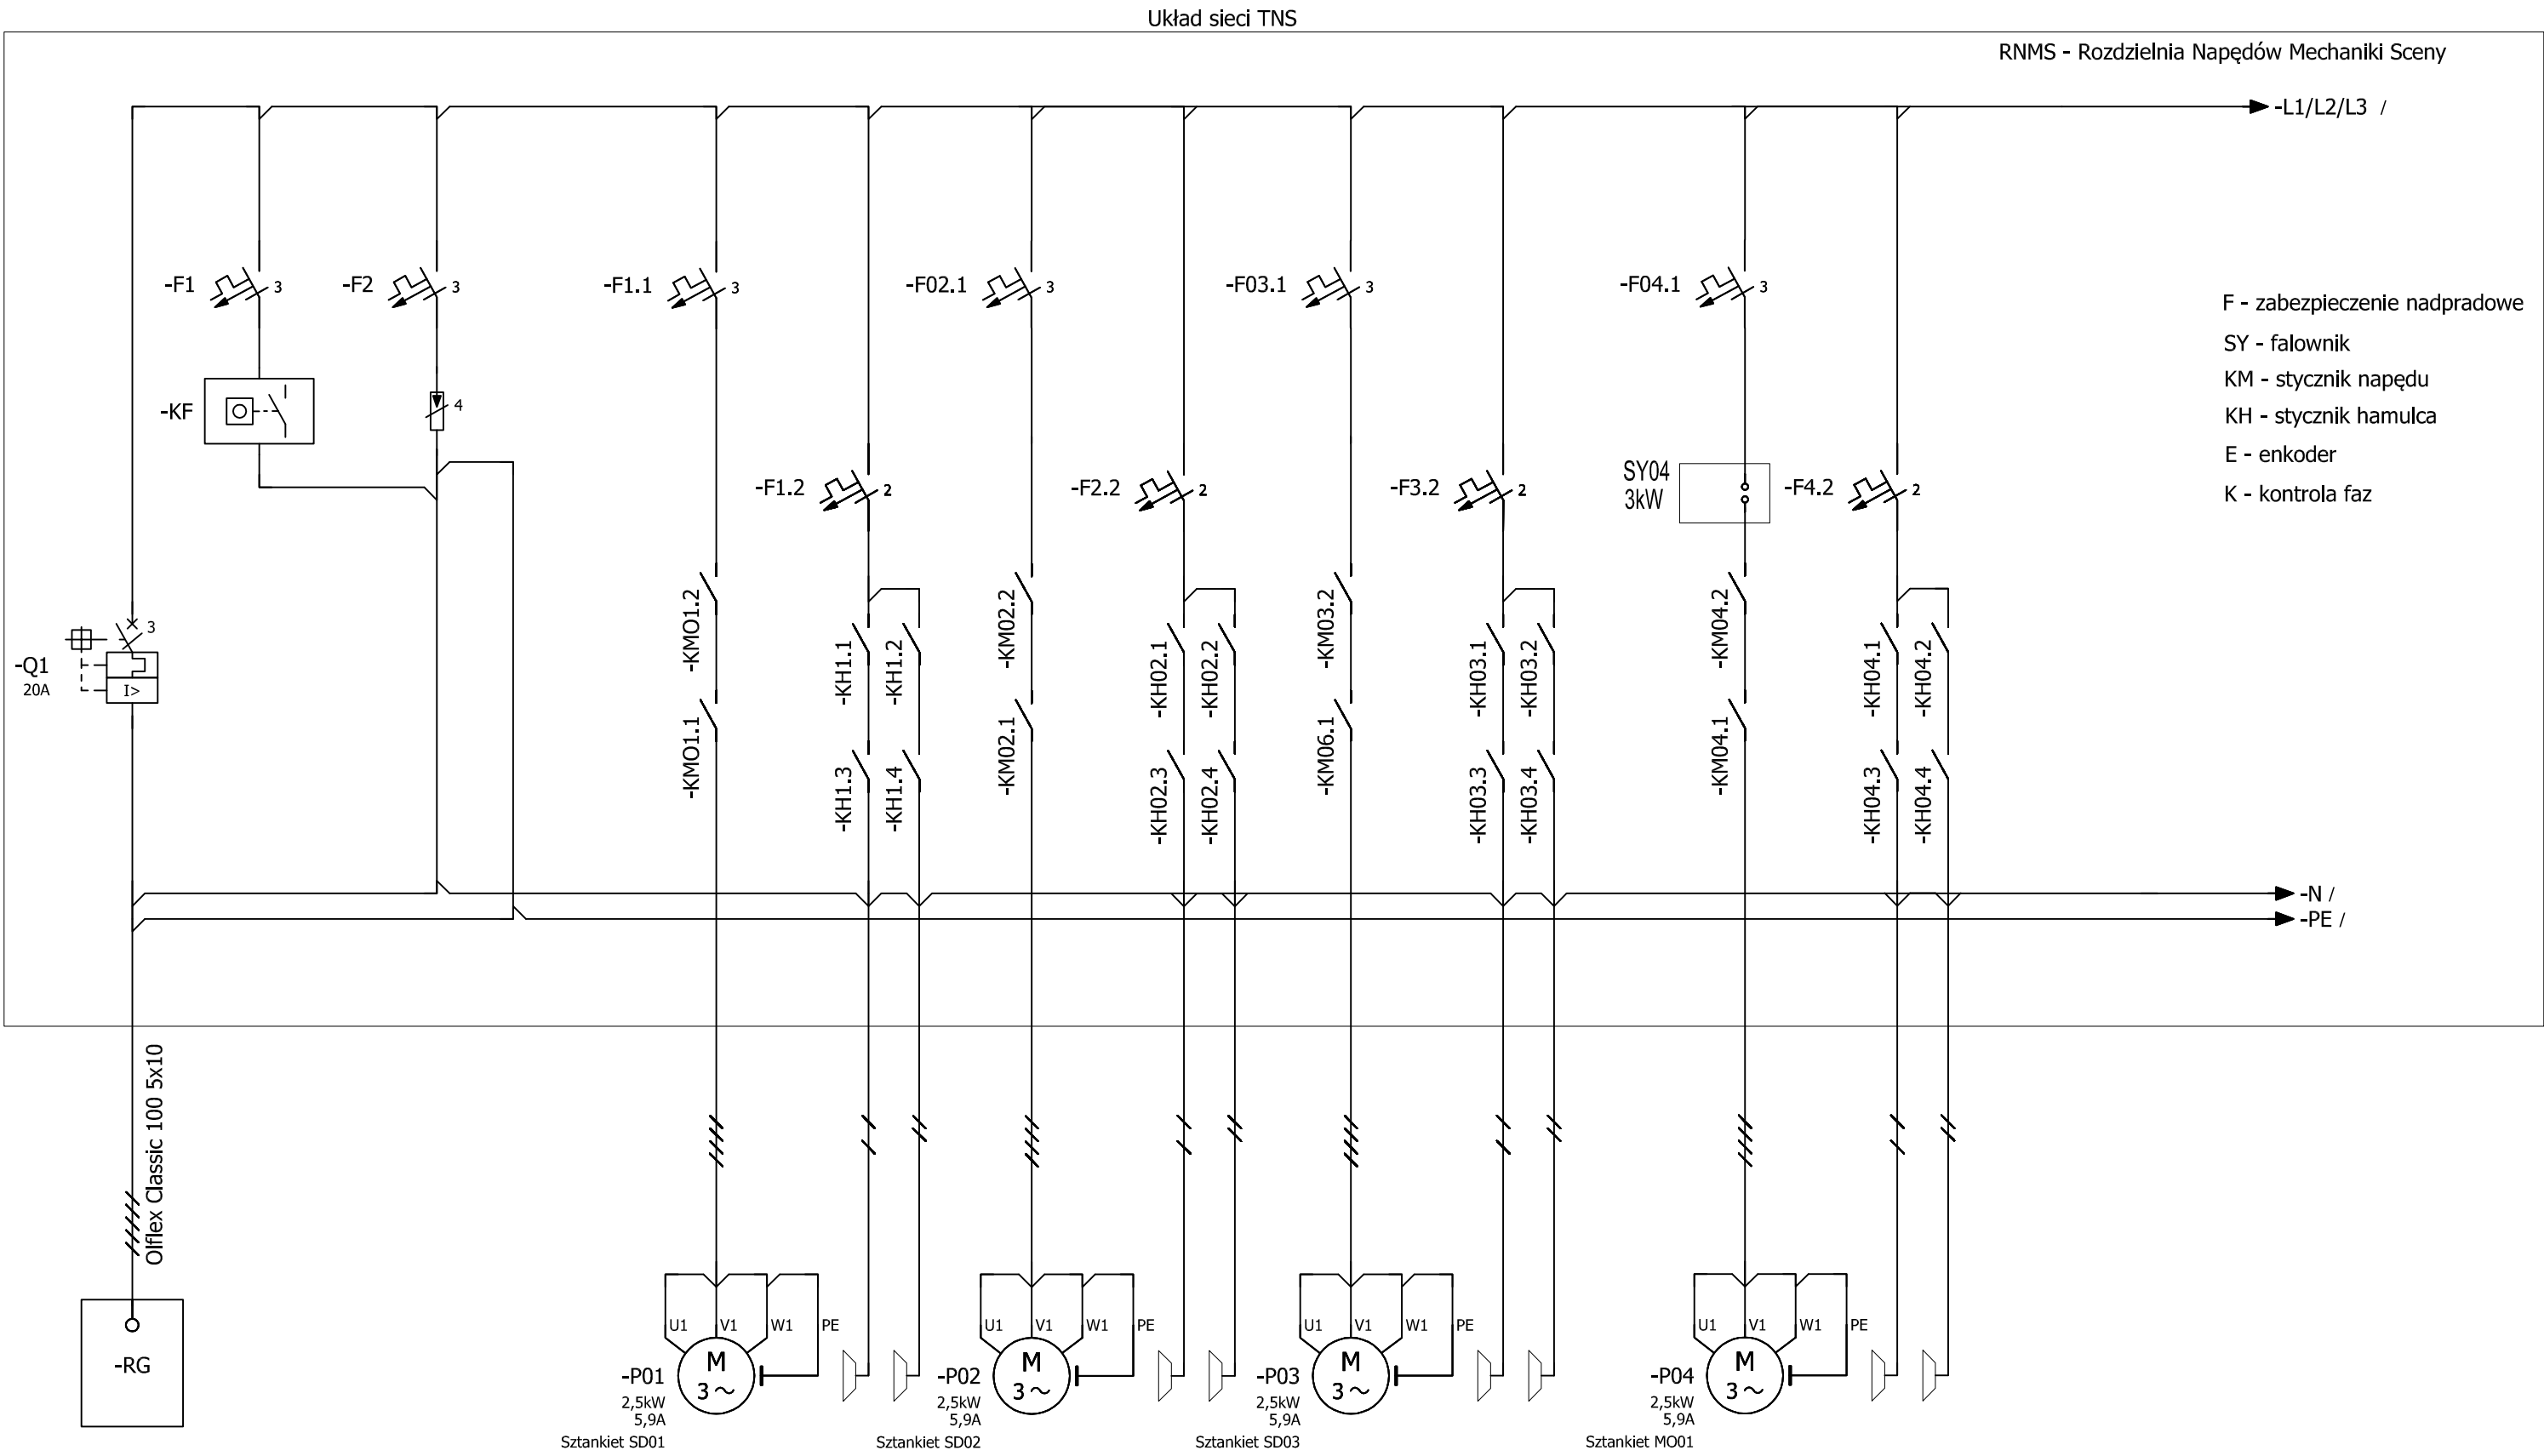 Układ sieci TNS
RNMS - Rozdzielnia Napędów Mechaniki Sceny
-L1/L2/L3 /
-F1
3
-F2
3
-F1.1
3
-F02.1
3
-F03.1
3
-F04.1
3
F - zabezpieczenie nadprądowe
SY - falownik
KM - stycznik napędu
KH - stycznik hamulca
E - enkoder
K - kontrola faz
-KF
4
-F1.2
2
-F2.2
2
-F3.2
2
SY04
3kW
-F4.2
2
-Q1
20A
3
I>
-KMO1.2
-KMO1.1
-KH1.1
-KH1.2
-KH1.3
-KH1.4
-KM02.2
-KM02.1
-KH02.1
-KH02.2
-KH02.3
-KH02.4
-KM03.2
-KM06.1
-KH03.1
-KH03.2
-KH03.3
-KH03.4
-KM04.2
-KM04.1
-KH04.1
-KH04.2
-KH04.3
-KH04.4
-N /
-PE /
Olflex Classic 100 5x10
-RG
U1
V1
W1
PE
M
3~
-P01
2,5kW
5,9A
Sztankiet SD01
U1
V1
W1
PE
M
3~
-P02
2,5kW
5,9A
Sztankiet SD02
U1
V1
W1
PE
M
3~
-P03
2,5kW
5,9A
Sztankiet SD03
U1
V1
W1
PE
M
3~
-P04
2,5kW
5,9A
Sztankiet MO01